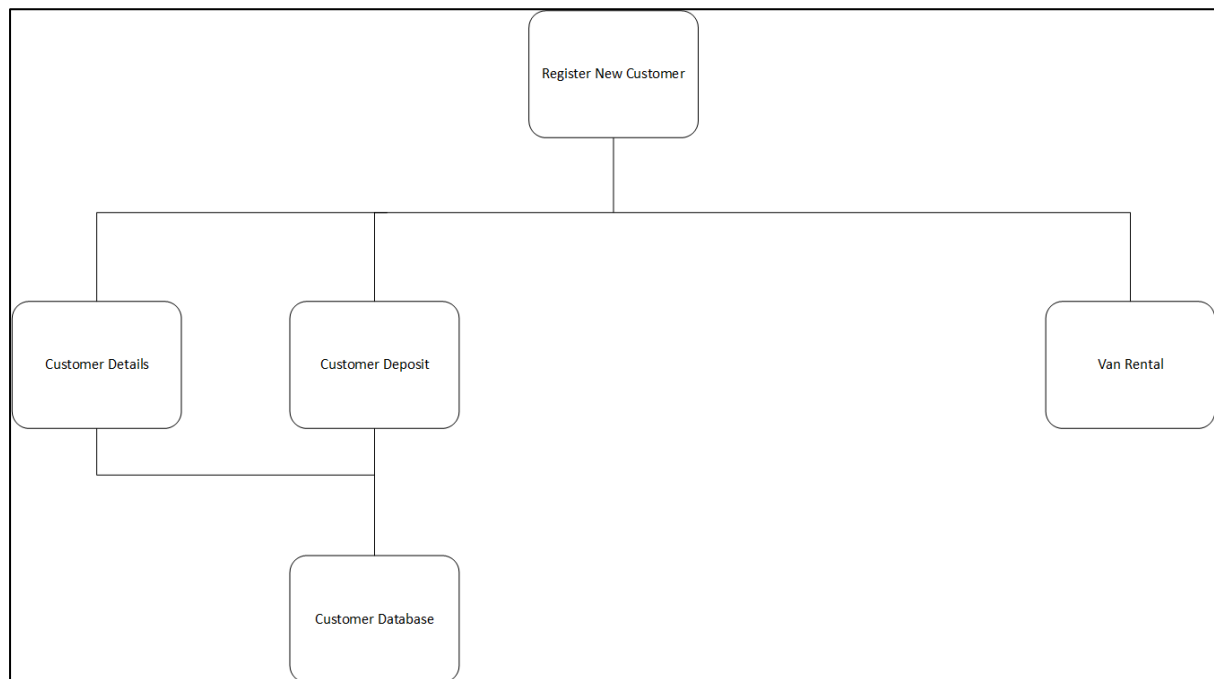 Register New Customer
Customer Details
Customer Deposit
Van Rental
Customer Database